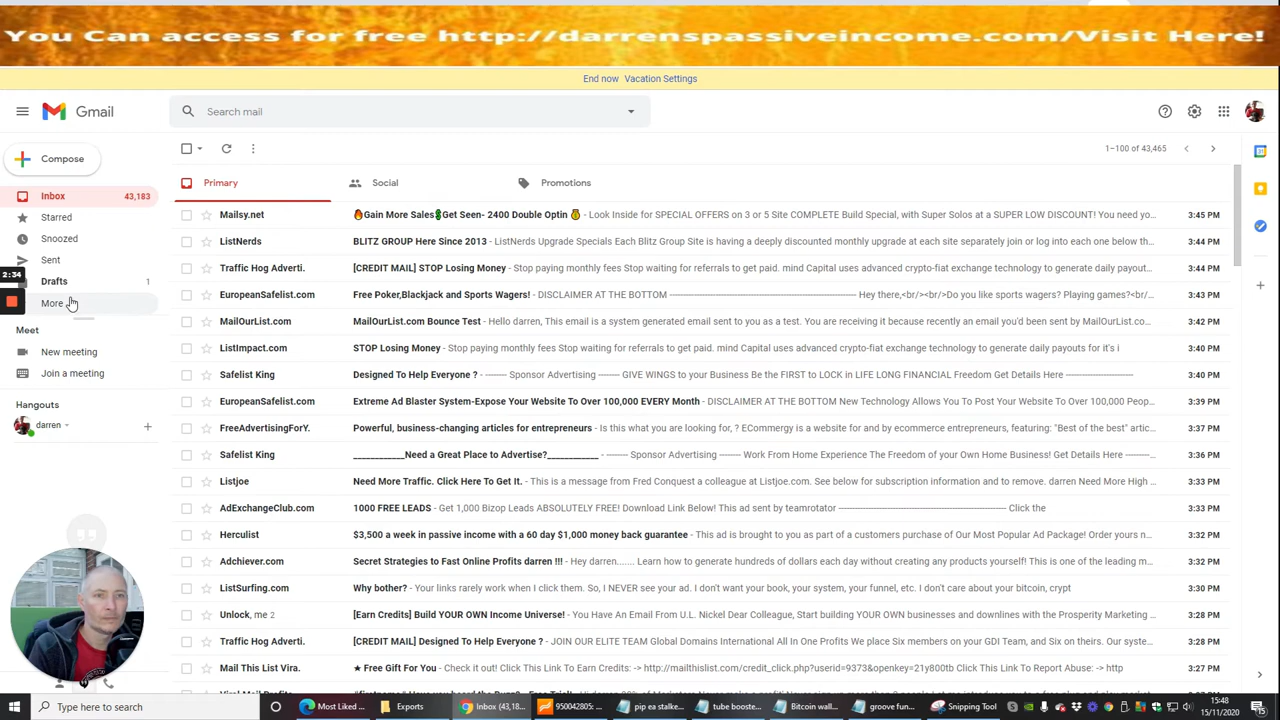 You Can access for free http://darrenspassiveincome.com/Visit Here!
End now Vacation Settings
Gmail
Search mail
Compose
1–100 of 43,465
Inbox 43,183
Starred
Snoozed
Sent
2:34
Drafts 1
More
Meet
New meeting
Join a meeting
Hangouts
darren
Primary Social Promotions
Mailsy.net 🔥Gain More Sales💲Get Seen- 2400 Double Optin 💰 - Look Inside for SPECIAL OFFERS on 3 or 5 Site COMPLETE Build Special, with Super Solos at a SUPER LOW DISCOUNT! You need yo... 3:45 PM
ListNerds BLITZ GROUP Here Since 2013 - ListNerds Upgrade Specials Each Blitz Group Site is having a deeply discounted monthly upgrade at each site separately join or log into each one below th... 3:44 PM
Traffic Hog Adverti. [CREDIT MAIL] STOP Losing Money - Stop paying monthly fees Stop waiting for referrals to get paid. mind Capital uses advanced crypto-fiat exchange technology to generate daily payout... 3:44 PM
EuropeanSafelist.com Free Poker,Blackjack and Sports Wagers! - DISCLAIMER AT THE BOTTOM ---------- Hey there,<br/><br/>Do you like sports wagers? Playing games?<br/>... 3:43 PM
MailOurList.com MailOurList.com Bounce Test - Hello darren, This email is a system generated email sent to you as a test. You are receiving it because recently an email you'd been sent by MailOurList.co... 3:42 PM
ListImpact.com STOP Losing Money - Stop paying monthly fees Stop waiting for referrals to get paid. mind Capital uses advanced crypto-fiat exchange technology to generate daily payouts for it's i 3:40 PM
Safelist King Designed To Help Everyone ? - -------- Sponsor Advertising -------- GIVE WINGS to your Business Be the FIRST to LOCK in LIFE LONG FINANCIAL Freedom Get Details Here ---------- 3:40 PM
EuropeanSafelist.com Extreme Ad Blaster System-Expose Your Website To Over 100,000 EVERY Month - DISCLAIMER AT THE BOTTOM New Technology Allows You To Post Your Website To Over 100,000 Peop... 3:39 PM
FreeAdvertisingForY. Powerful, business-changing articles for entrepreneurs - Is this what you are looking for, ? ECommergy is a website for and by ecommerce entrepreneurs, featuring: "Best of the best" artic... 3:37 PM
Safelist King ____________Need a Great Place to Advertise?____________ - -------- Sponsor Advertising -------- Work From Home Experience The Freedom of your Own Home Business! Get Details Here ---------- 3:36 PM
Listjoe Need More Traffic. Click Here To Get It. - This is a message from Fred Conquest a colleague at Listjoe.com. See below for subscription information and to remove. darren Need More High ... 3:33 PM
AdExchangeClub.com 1000 FREE LEADS - Get 1,000 Bizop Leads ABSOLUTELY FREE! Download Link Below! This ad sent by teamrotator ---------- Click the 3:33 PM
Herculist $3,500 a week in passive income with a 60 day $1,000 money back guarantee - This ad is brought to you as part of a customers purchase of Our Most Popular Ad Package! Order yours n... 3:32 PM
Adchiever.com Secret Strategies to Fast Online Profits darren !!! - Hey darren....... Learn how to generate hundreds of dollars each day without creating any products yourself! This is one of the leading m... 3:32 PM
ListSurfing.com Why bother? - Your links rarely work when I click them. So, I NEVER see your ad. I don't want your book, your system, your funnel, etc. I don't care about your bitcoin, crypt 3:30 PM
Unlock, me 2 [Earn Credits] Build YOUR OWN Income Universe! - You Have An Email From U.L. Nickel Dear Colleague, Start building YOUR OWN businesses and downlines with the Prosperity Marketing ... 3:28 PM
Traffic Hog Adverti. [CREDIT MAIL] Designed To Help Everyone ? - JOIN OUR ELITE TEAM Global Domains International All In One Profits We place Six members on your GDI Team, and Six on theirs. Our syste... 3:28 PM
Mail This List Vira. ★ Free Gift For You - Check it out! Click This Link To Earn Credits: -> http://mailthislist.com/credit_click.php?userid=9373&openkey=21y800tb Click This Link To Report Abuse: -> http 3:27 PM
Type here to search
Most Liked ...
Exports
Inbox (43,18...
950042805: ...
pip ea stalke...
tube booste...
Bitcoin wall...
groove fun...
Snipping Tool
15:48
15/11/2020